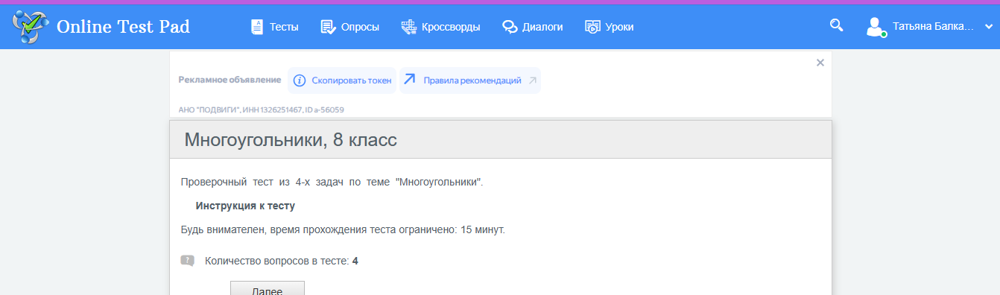 Online Test Pad Тесты Опросы Кроссворды Диалоги Уроки Татьяна Балка...
Рекламное объявление Скопировать токен Правила рекомендаций
АНО "ПОДВИГИ", ИНН 1326251467, ID a-56059
Многоугольники, 8 класс
Проверочный тест из 4-х задач по теме "Многоугольники".
Инструкция к тесту
Будь внимателен, время прохождения теста ограничено: 15 минут.
Количество вопросов в тесте: 4
Далее